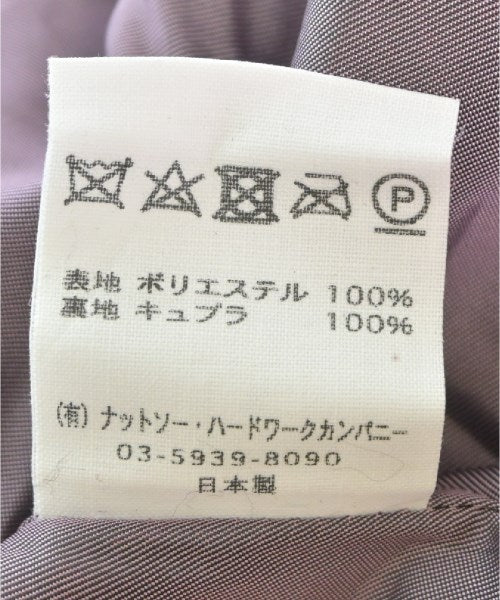 P
表地 ポリエステル 100%
裏地 キュプラ 100%
(有) ナットソー・ハードワークカンパニー
03-5939-8090
日本製